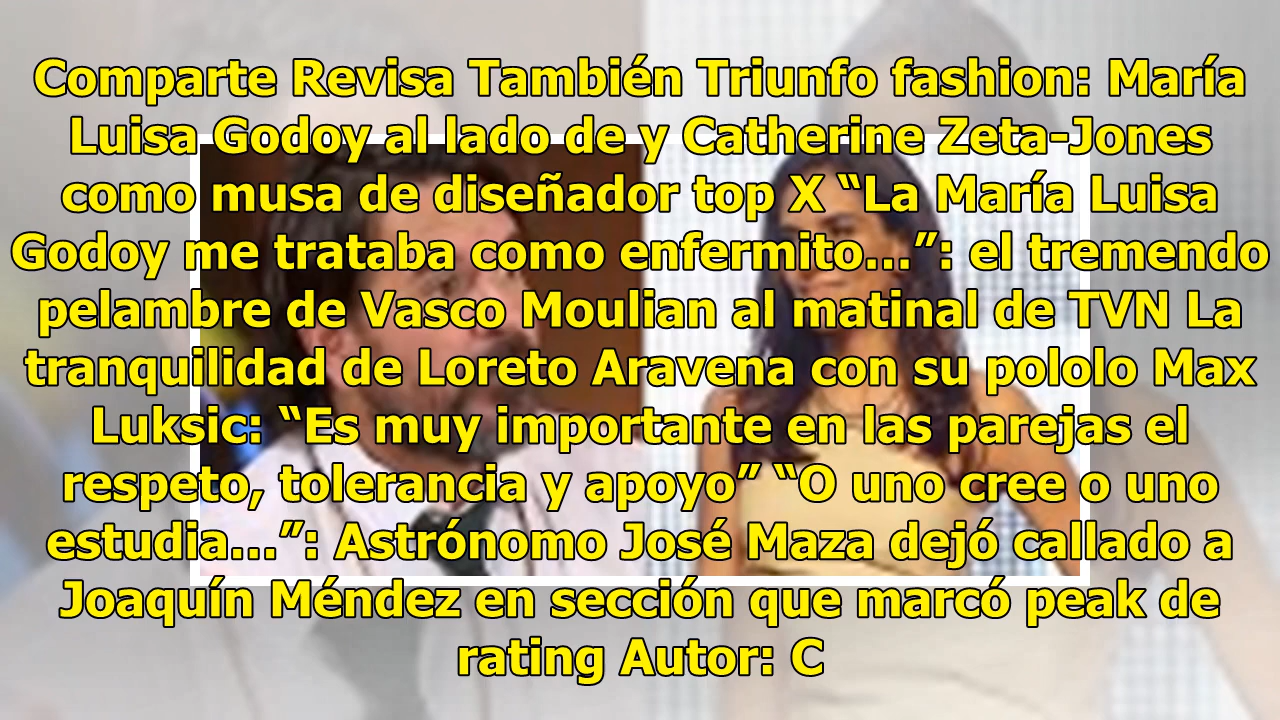 Comparte Revisa También Triunfo fashion: María
Luisa Godoy al lado de y Catherine Zeta-Jones
como musa de diseñador top X “La María Luisa
Godoy me trataba como enfermito...”: el tremendo
pelambre de Vasco Moulian al matinal de TVN La
tranquilidad de Loreto Aravena con su pololo Max
Luksic: “Es muy importante en las parejas el
respeto, tolerancia y apoyo” “O uno cree o uno
estudia...”: Astrónomo José Maza dejó callado a
Joaquín Méndez en sección que marcó peak de
rating Autor: C